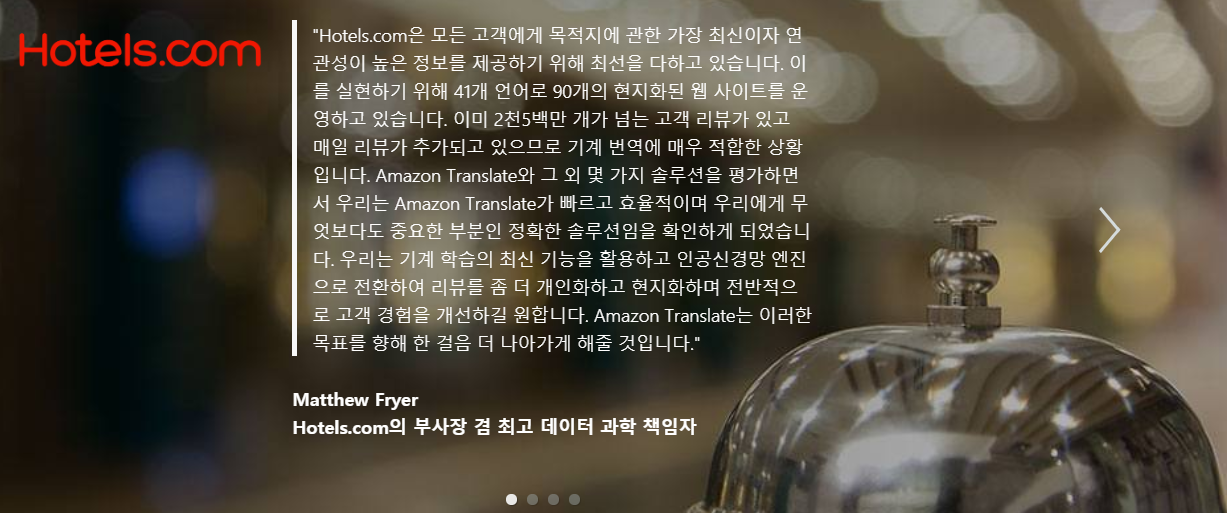 Hotels.com
"Hotels.com은 모든 고객에게 목적지에 관한 가장 최신이자 연
관성이 높은 정보를 제공하기 위해 최선을 다하고 있습니다. 이
를 실현하기 위해 41개 언어로 90개의 현지화된 웹 사이트를 운
영하고 있습니다. 이미 2천5백만 개가 넘는 고객 리뷰가 있고
매일 리뷰가 추가되고 있으므로 기계 번역에 매우 적합한 상황
입니다. Amazon Translate와 그 외 몇 가지 솔루션을 평가하면
서 우리는 Amazon Translate가 빠르고 효율적이며 우리에게 무
엇보다도 중요한 부분인 정확한 솔루션임을 확인하게 되었습니
다. 우리는 기계 학습의 최신 기능을 활용하고 인공신경망 엔진
으로 전환하여 리뷰를 좀 더 개인화하고 현지화하며 전반적으
로 고객 경험을 개선하길 원합니다. Amazon Translate는 이러한
목표를 향해 한 걸음 더 나아가게 해줄 것입니다."
Matthew Fryer
Hotels.com의 부사장 겸 최고 데이터 과학 책임자